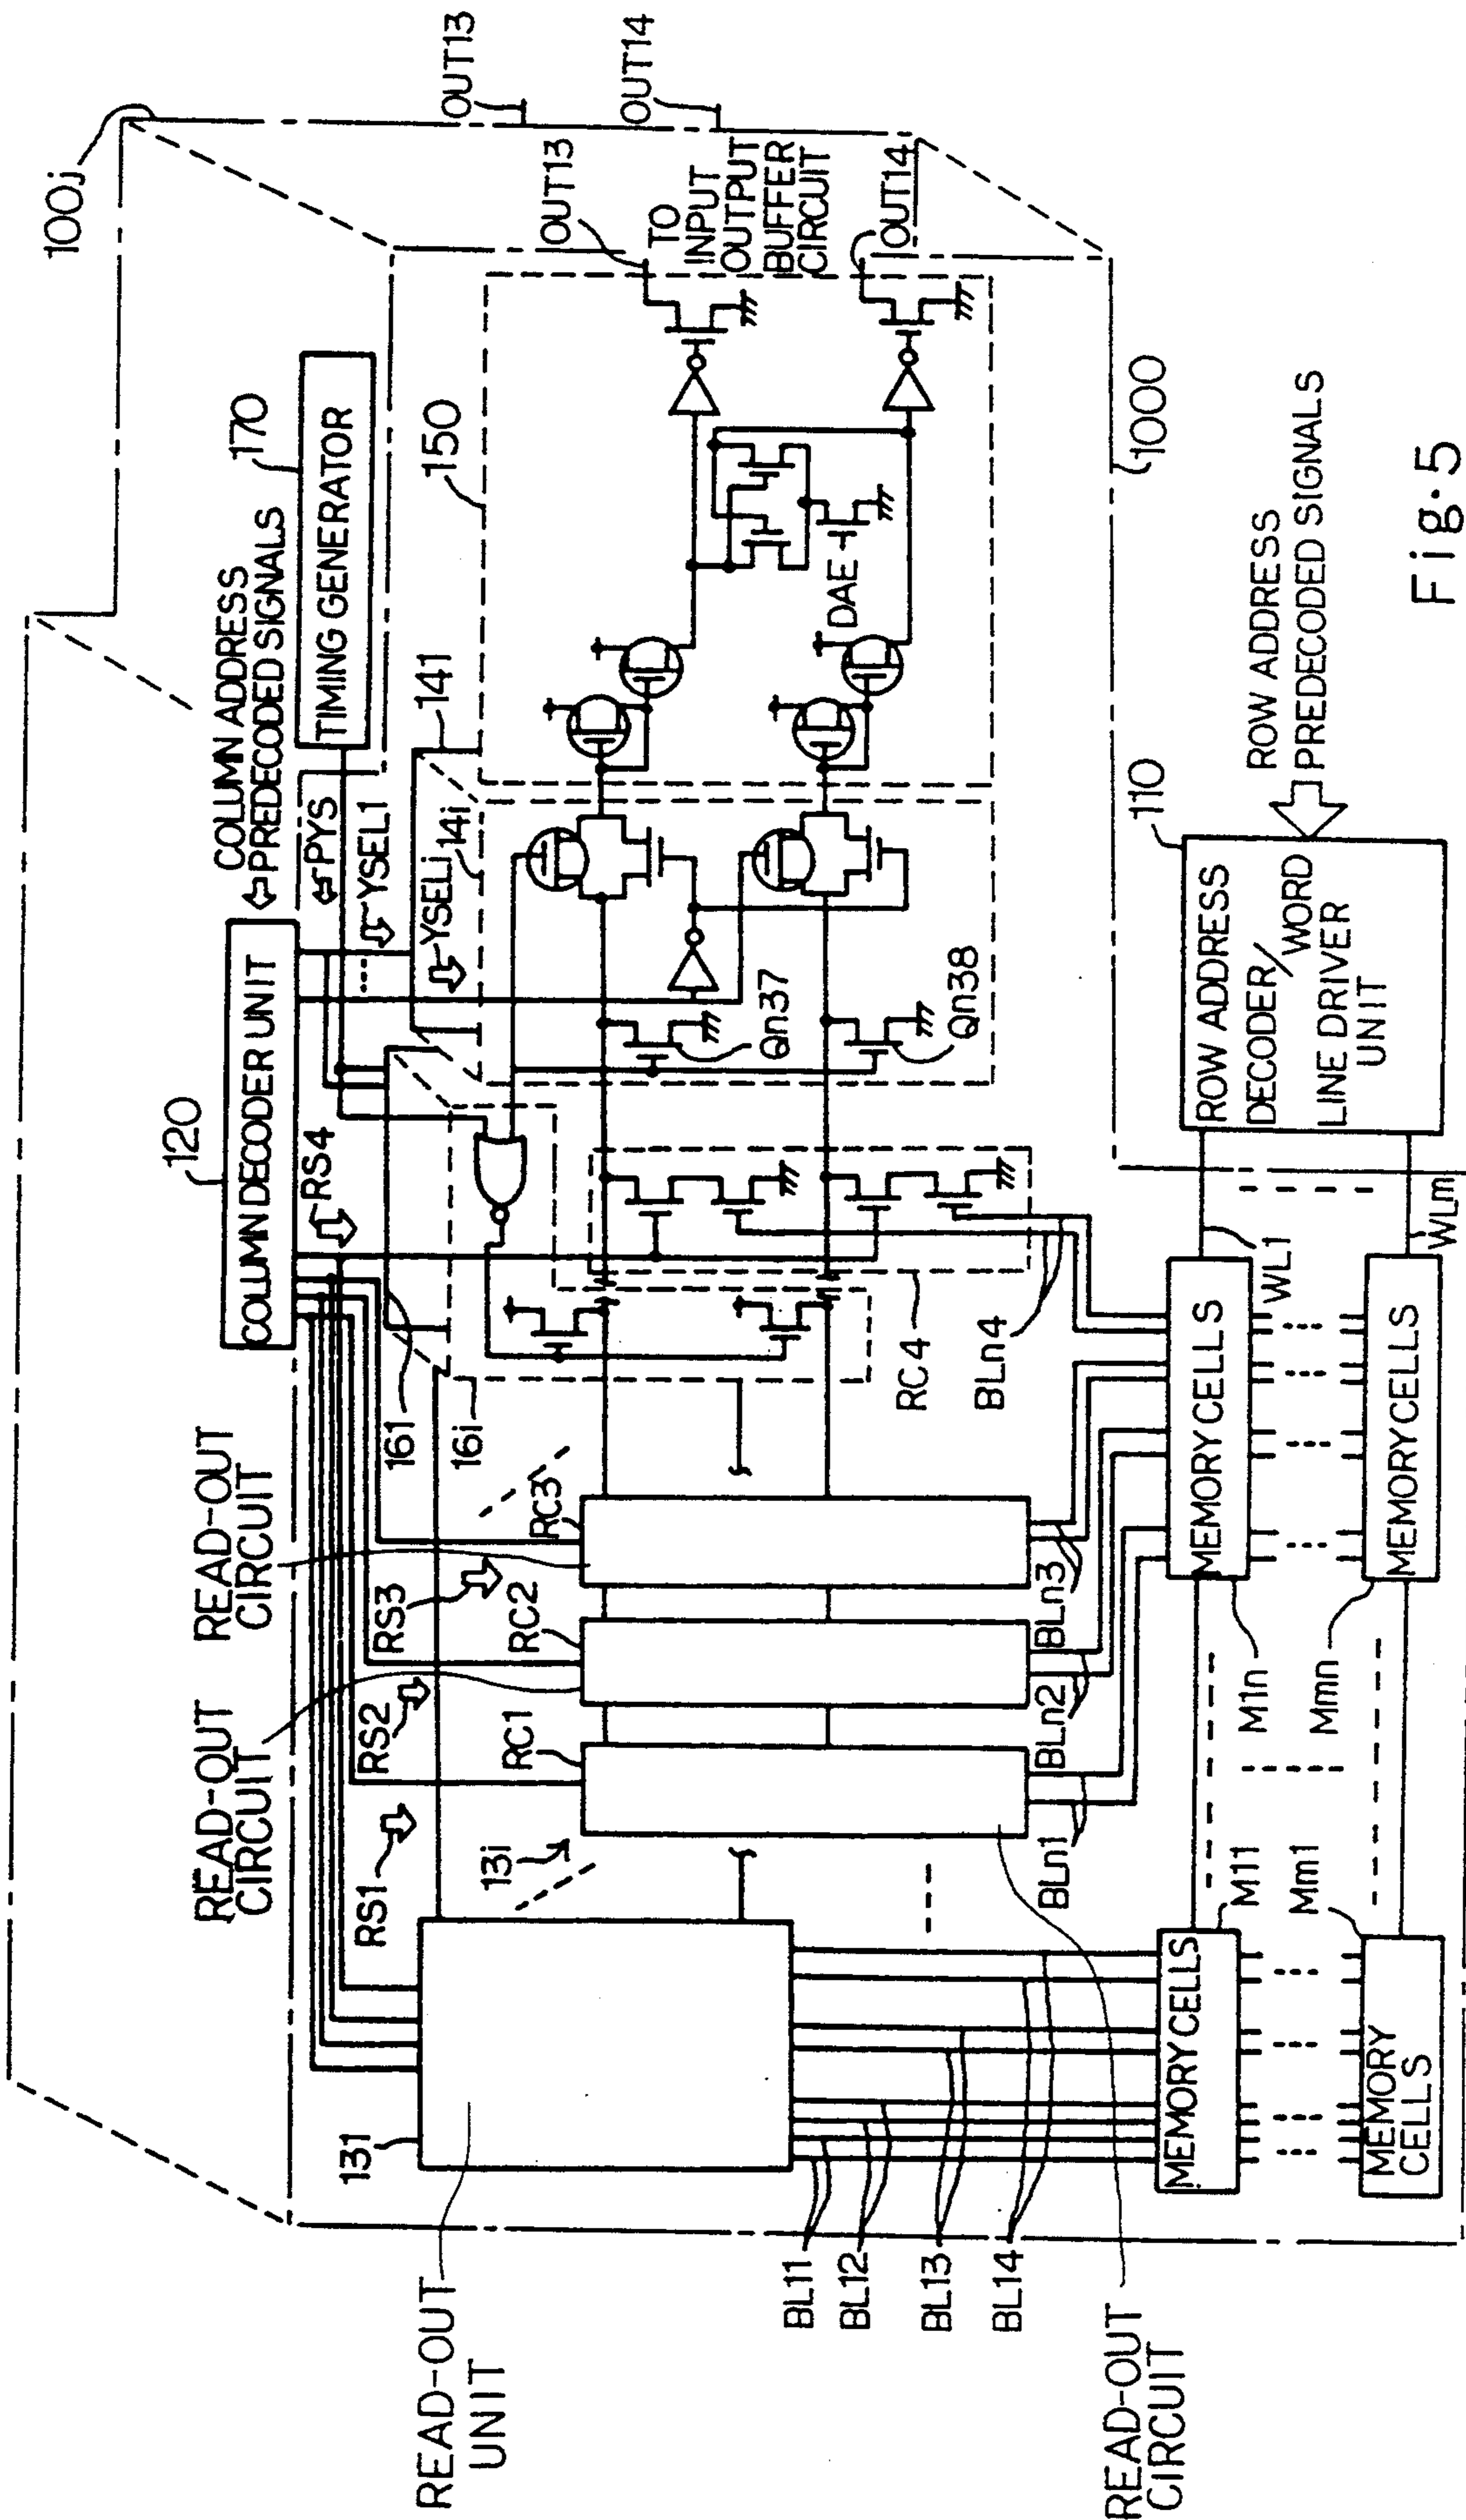 100j
OUT13
OUT14
COLUMN ADDRESS
PREDECODED SIGNALS
170
TIMING GENERATOR
OUT13
TO
INPUT
OUTPUT
BUFFER
CIRCUIT
OUT14
120
COLUMN DECODER UNIT
PYS
YSEL1
YSELi
141
14i
150
RS4
DAE
Qn37
Qn38
1000
READ-OUT
CIRCUIT
READ-OUT
CIRCUIT
161
16i
RS3
RC3
RS2
RC2
RS1
RC1
13i
RC4
BLn4
BLn3
BLn2
BLn1
131
READ-OUT
UNIT
BL11
BL12
BL13
BL14
READ-OUT
CIRCUIT
110
ROW ADDRESS
DECODER/WORD
LINE DRIVER
UNIT
ROW ADDRESS
PREDECODED SIGNALS
WL1
WLm
MEMORY CELLS
MEMORY CELLS
M1n
Mmn
M11
Mm1
MEMORY CELLS
MEMORY
CELLS
Fig. 5